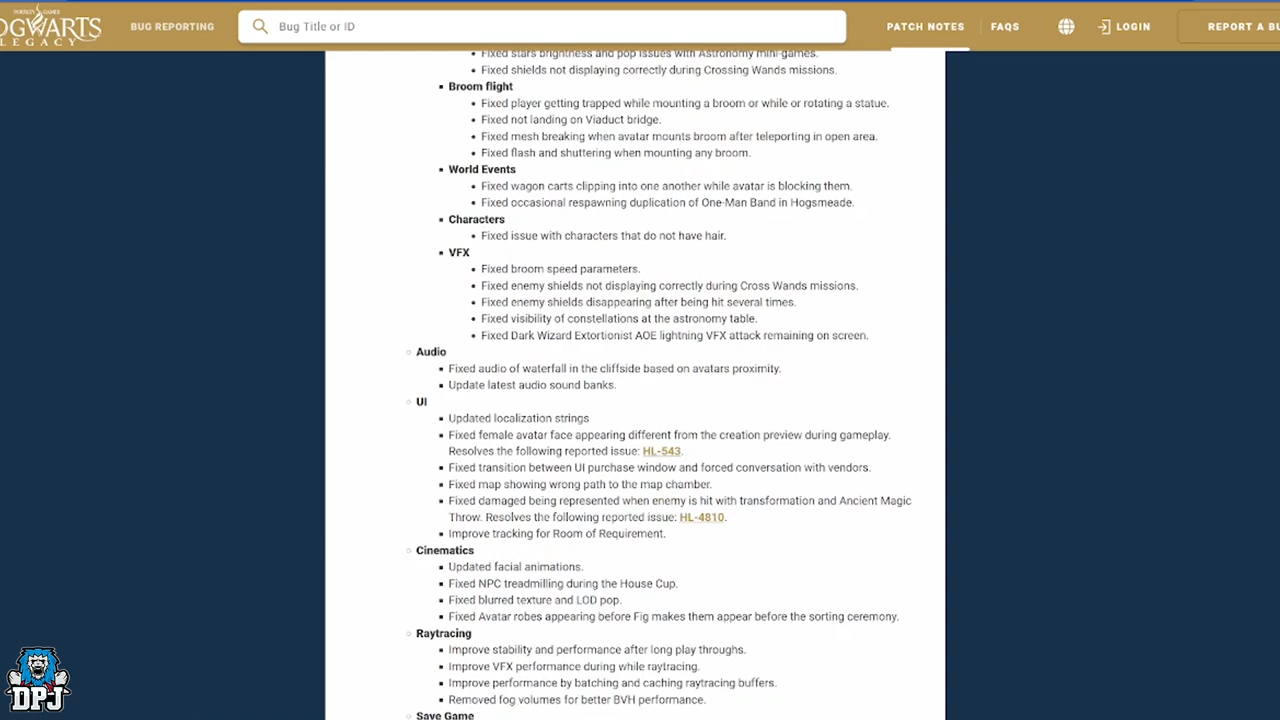 PORTKEY GAMES
HOGWARTS
LEGACY
BUG REPORTING
Bug Title or ID
PATCH NOTES
FAQS
LOGIN
REPORT A BU
Fixed stars brightness and pop issues with Astronomy mini-games.
Fixed shields not displaying correctly during Crossing Wands missions.
Broom flight
Fixed player getting trapped while mounting a broom or while or rotating a statue.
Fixed not landing on Viaduct bridge.
Fixed mesh breaking when avatar mounts broom after teleporting in open area.
Fixed flash and shuttering when mounting any broom.
World Events
Fixed wagon carts clipping into one another while avatar is blocking them.
Fixed occasional respawning duplication of One-Man Band in Hogsmeade.
Characters
Fixed issue with characters that do not have hair.
VFX
Fixed broom speed parameters.
Fixed enemy shields not displaying correctly during Cross Wands missions.
Fixed enemy shields disappearing after being hit several times.
Fixed visibility of constellations at the astronomy table.
Fixed Dark Wizard Extortionist AOE lightning VFX attack remaining on screen.
Audio
Fixed audio of waterfall in the cliffside based on avatars proximity.
Update latest audio sound banks.
UI
Updated localization strings
Fixed female avatar face appearing different from the creation preview during gameplay.
Resolves the following reported issue: HL-543.
Fixed transition between UI purchase window and forced conversation with vendors.
Fixed map showing wrong path to the map chamber.
Fixed damaged being represented when enemy is hit with transformation and Ancient Magic
Throw. Resolves the following reported issue: HL-4810.
Improve tracking for Room of Requirement.
Cinematics
Updated facial animations.
Fixed NPC treadmilling during the House Cup.
Fixed blurred texture and LOD pop.
Fixed Avatar robes appearing before Fig makes them appear before the sorting ceremony.
Raytracing
Improve stability and performance after long play throughs.
Improve VFX performance during while raytracing.
Improve performance by batching and caching raytracing buffers.
Removed fog volumes for better BVH performance.
Save Game
DPJ